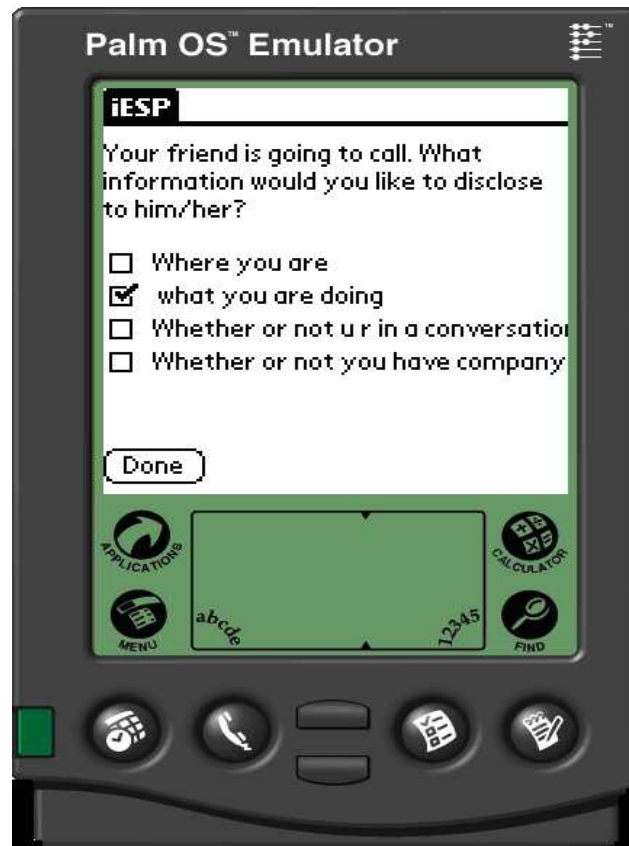 Palm OS™ Emulator
™
iESP
Your friend is going to call. What
information would you like to disclose
to him/her?
Where you are
what you are doing
Whether or not u r in a conversation
Whether or not you have company
Done
APPLICATIONS
CALCULATOR
MENU
abcde
12345
FIND